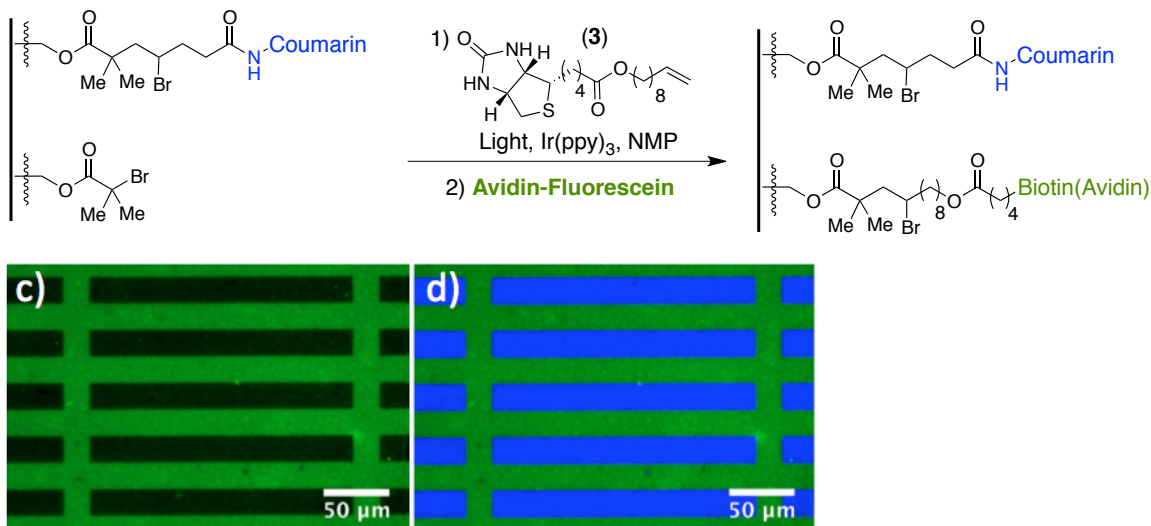 O
O
O
N
H
Coumarin
Me
Me
Br
O
O
Br
Me
Me
1)
(3)
O
NH
HN
H
H
S
4
O
O
8
Light, Ir(ppy)3, NMP
2) Avidin-Fluorescein
O
O
O
N
H
Coumarin
Me
Me
Br
O
O
Me
Me
Br
8
O
O
4
Biotin(Avidin)
c)
50 µm
d)
50 µm